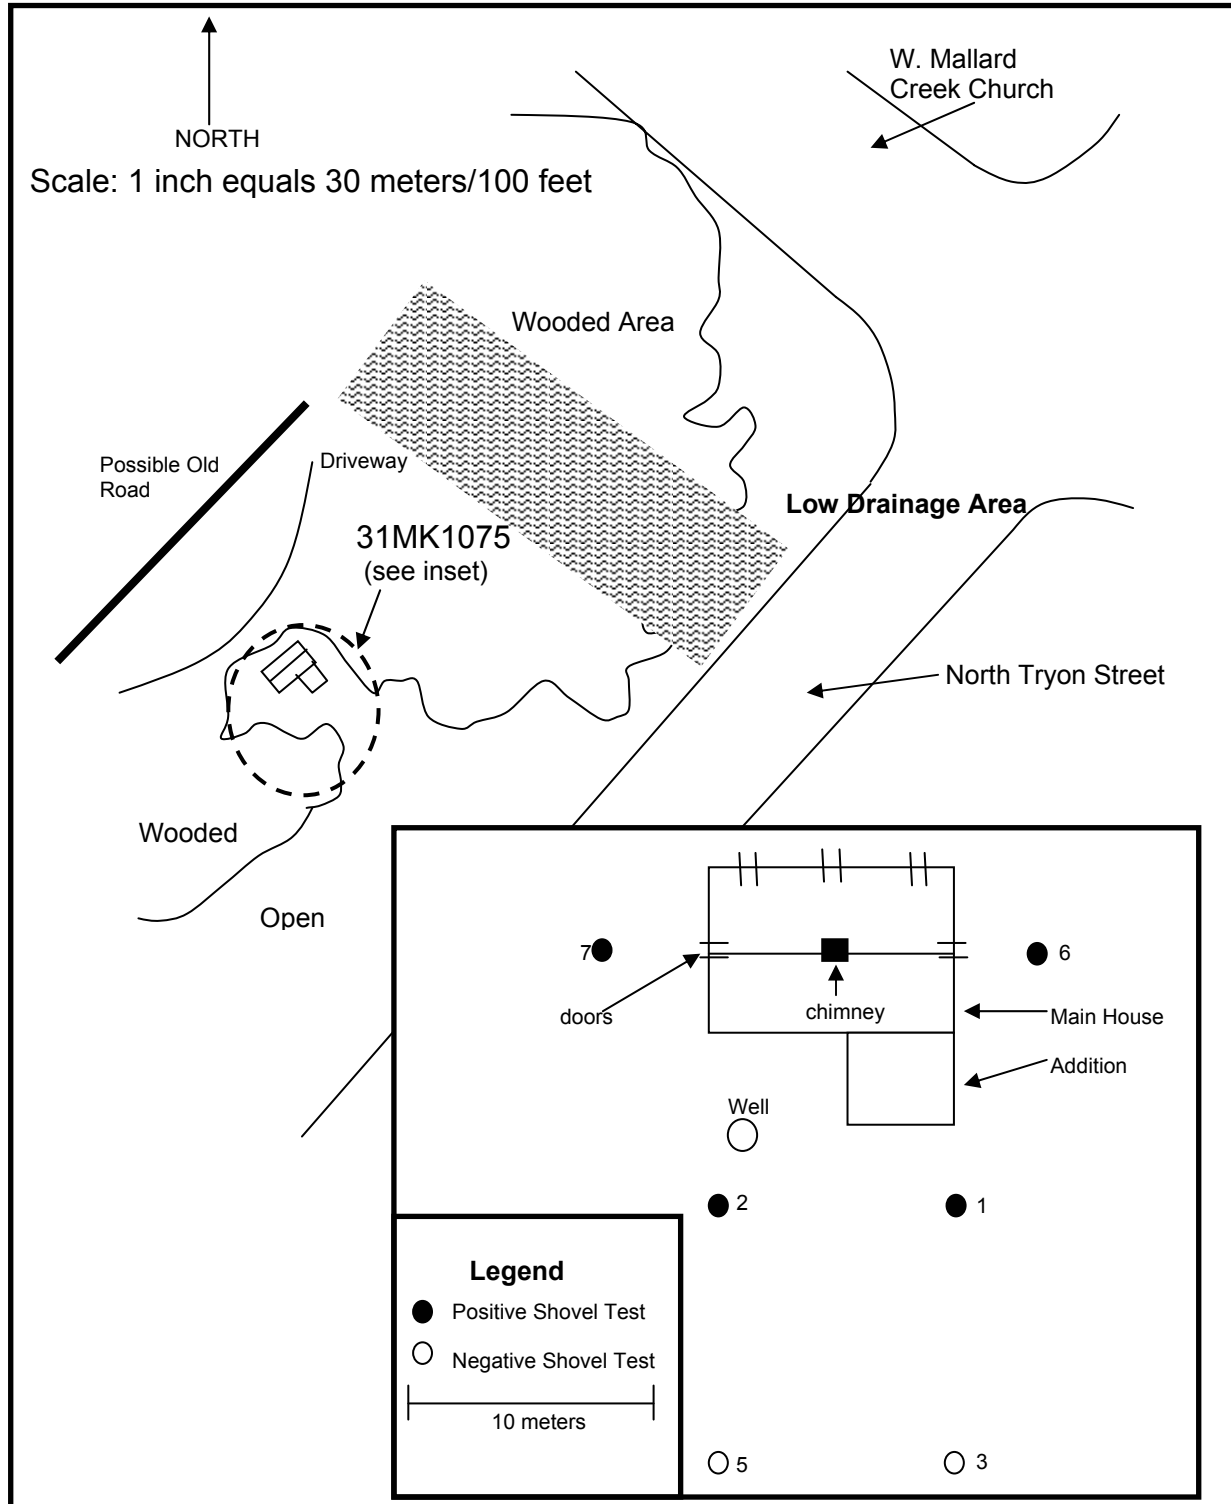 W. Mallard
Creek Church
NORTH
Scale: 1 inch equals 30 meters/100 feet
Wooded Area
Possible Old
Road
Driveway
Low Drainage Area
31MK1075
(see inset)
North Tryon Street
Wooded
Open
7
6
doors
chimney
Main House
Addition
Well
2
1
Legend
Positive Shovel Test
Negative Shovel Test
10 meters
5
3